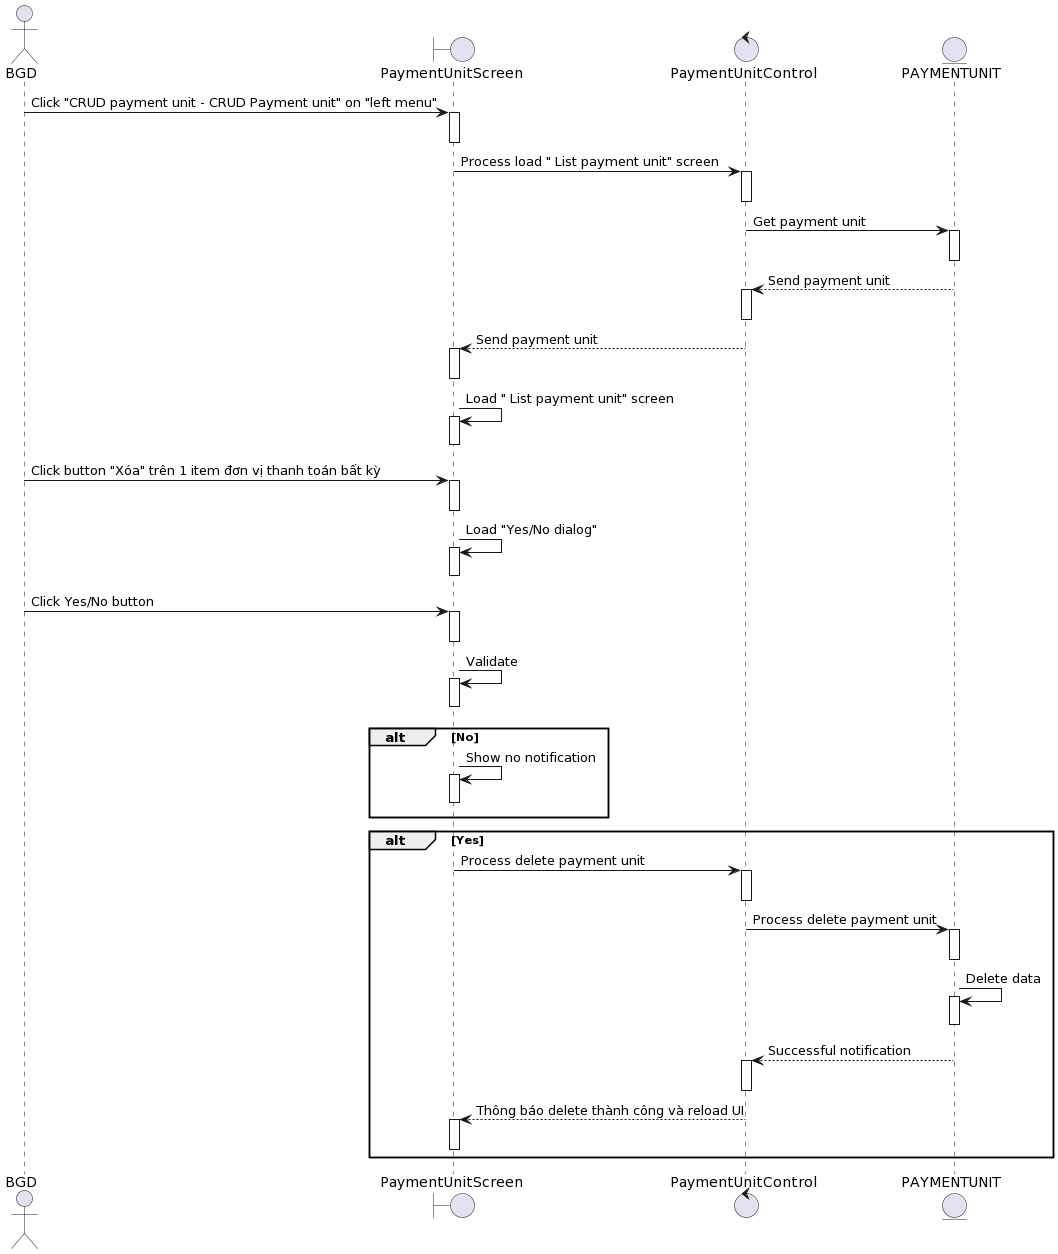 BGD
PaymentUnitScreen
PaymentUnitControl
PAYMENTUNIT
Click "CRUD payment unit - CRUD Payment unit" on "left menu"
Process load " List payment unit" screen
Get payment unit
Send payment unit
Send payment unit
Load " List payment unit" screen
Click button "Xóa" trên 1 item đơn vị thanh toán bất kỳ
Load "Yes/No dialog"
Click Yes/No button
Validate
alt [No]
Show no notification
alt [Yes]
Process delete payment unit
Process delete payment unit
Delete data
Successful notification
Thông báo delete thành công và reload UI
BGD
PaymentUnitScreen
PaymentUnitControl
PAYMENTUNIT